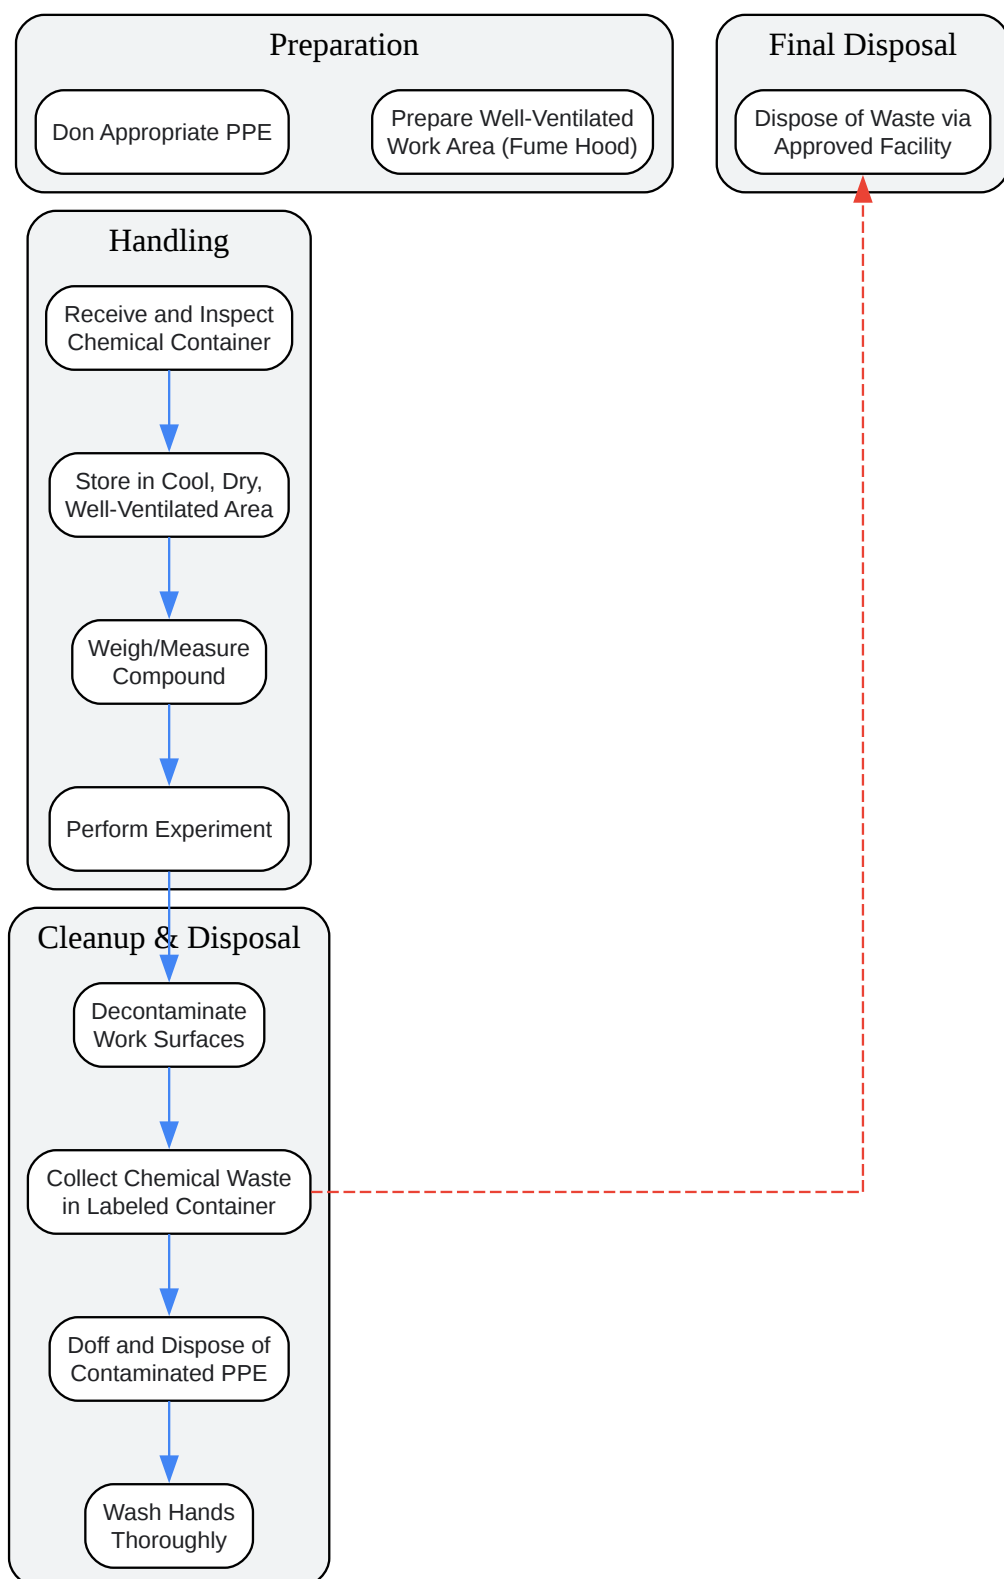 Preparation
Don Appropriate PPE
Prepare Well-Ventilated
Work Area (Fume Hood)
Final Disposal
Dispose of Waste via
Approved Facility
Handling
Receive and Inspect
Chemical Container
Store in Cool, Dry,
Well-Ventilated Area
Weigh/Measure
Compound
Perform Experiment
Cleanup & Disposal
Decontaminate
Work Surfaces
Collect Chemical Waste
in Labeled Container
Doff and Dispose of
Contaminated PPE
Wash Hands
Thoroughly